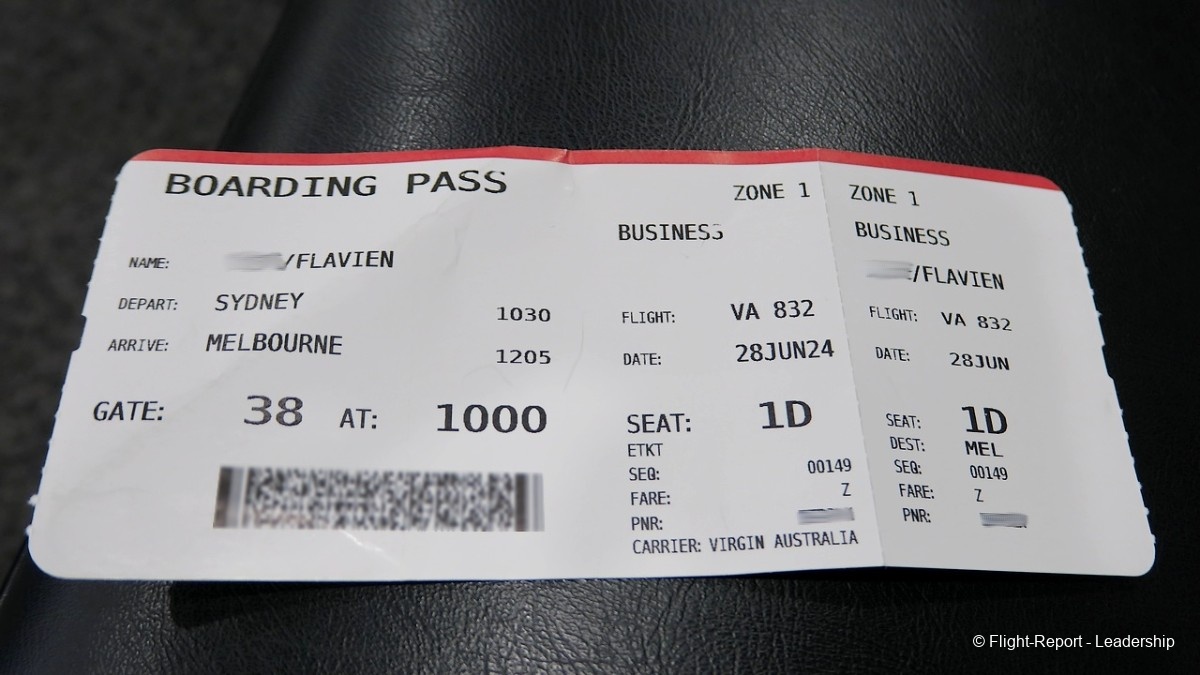 BOARDING PASS ZONE 1
BUSINESS
NAME: /FLAVIEN
DEPART: SYDNEY 1030
ARRIVE: MELBOURNE 1205
GATE: 38 AT: 1000
FLIGHT: VA 832
DATE: 28JUN24
SEAT: 1D
ETKT
SEQ: 00149
FARE: Z
PNR:
CARRIER: VIRGIN AUSTRALIA
ZONE 1
BUSINESS
/FLAVIEN
FLIGHT: VA 832
DATE: 28JUN
SEAT: 1D
DEST: MEL
SEQ: 00149
FARE: Z
PNR:
© Flight-Report - Leadership